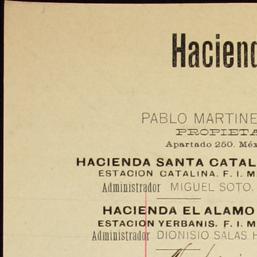 Haciend
PABLO MARTINE
PROPIETA
Apartado 250. Méx
HACIENDA SANTA CATAL
ESTACION CATALINA. F. I. M
Administrador MIGUEL SOTO.
HACIENDA EL ALAMO
ESTACION YERBANIS. F. I. M
Administrador DIONISIO SALAS H